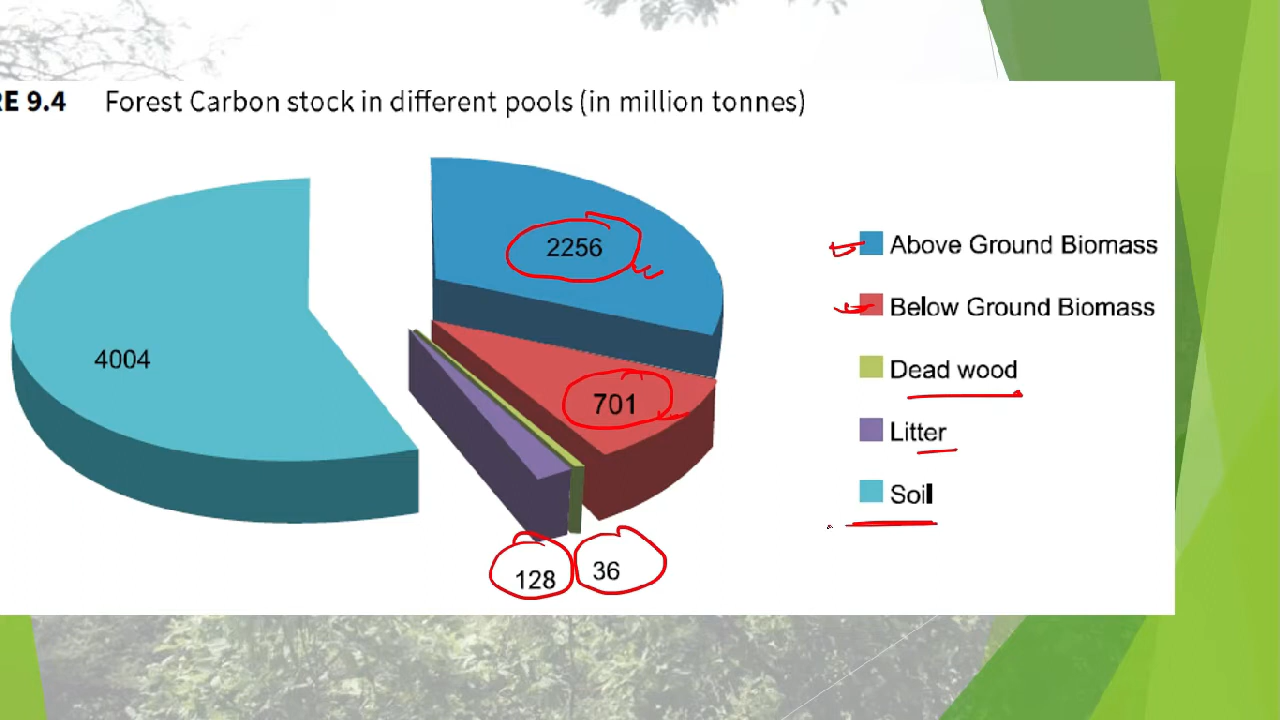 RE 9.4 Forest Carbon stock in different pools (in million tonnes)
2256
4004
701
128
36
Above Ground Biomass
Below Ground Biomass
Dead wood
Litter
Soil